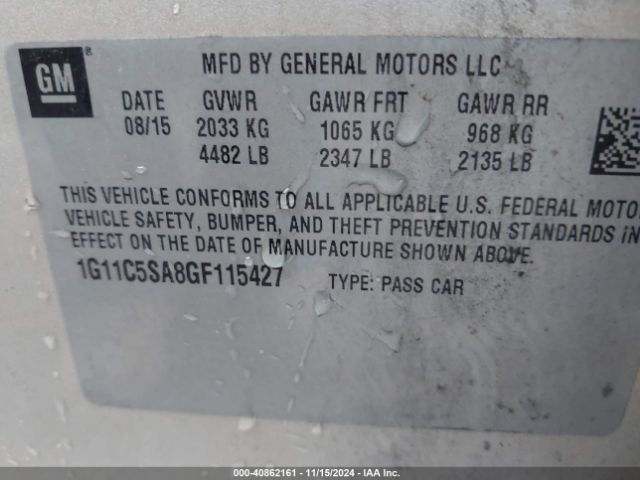 GM ®
MFD BY GENERAL MOTORS LLC
DATE GVWR GAWR FRT GAWR RR
08/15 2033 KG 1065 KG 968 KG
4482 LB 2347 LB 2135 LB
THIS VEHICLE CONFORMS TO ALL APPLICABLE U.S. FEDERAL MOTO
VEHICLE SAFETY, BUMPER, AND THEFT PREVENTION STANDARDS IN
EFFECT ON THE DATE OF MANUFACTURE SHOWN ABOVE.
1G11C5SA8GF115427 TYPE: PASS CAR
000-40862161 - 11/15/2024 - IAA Inc.